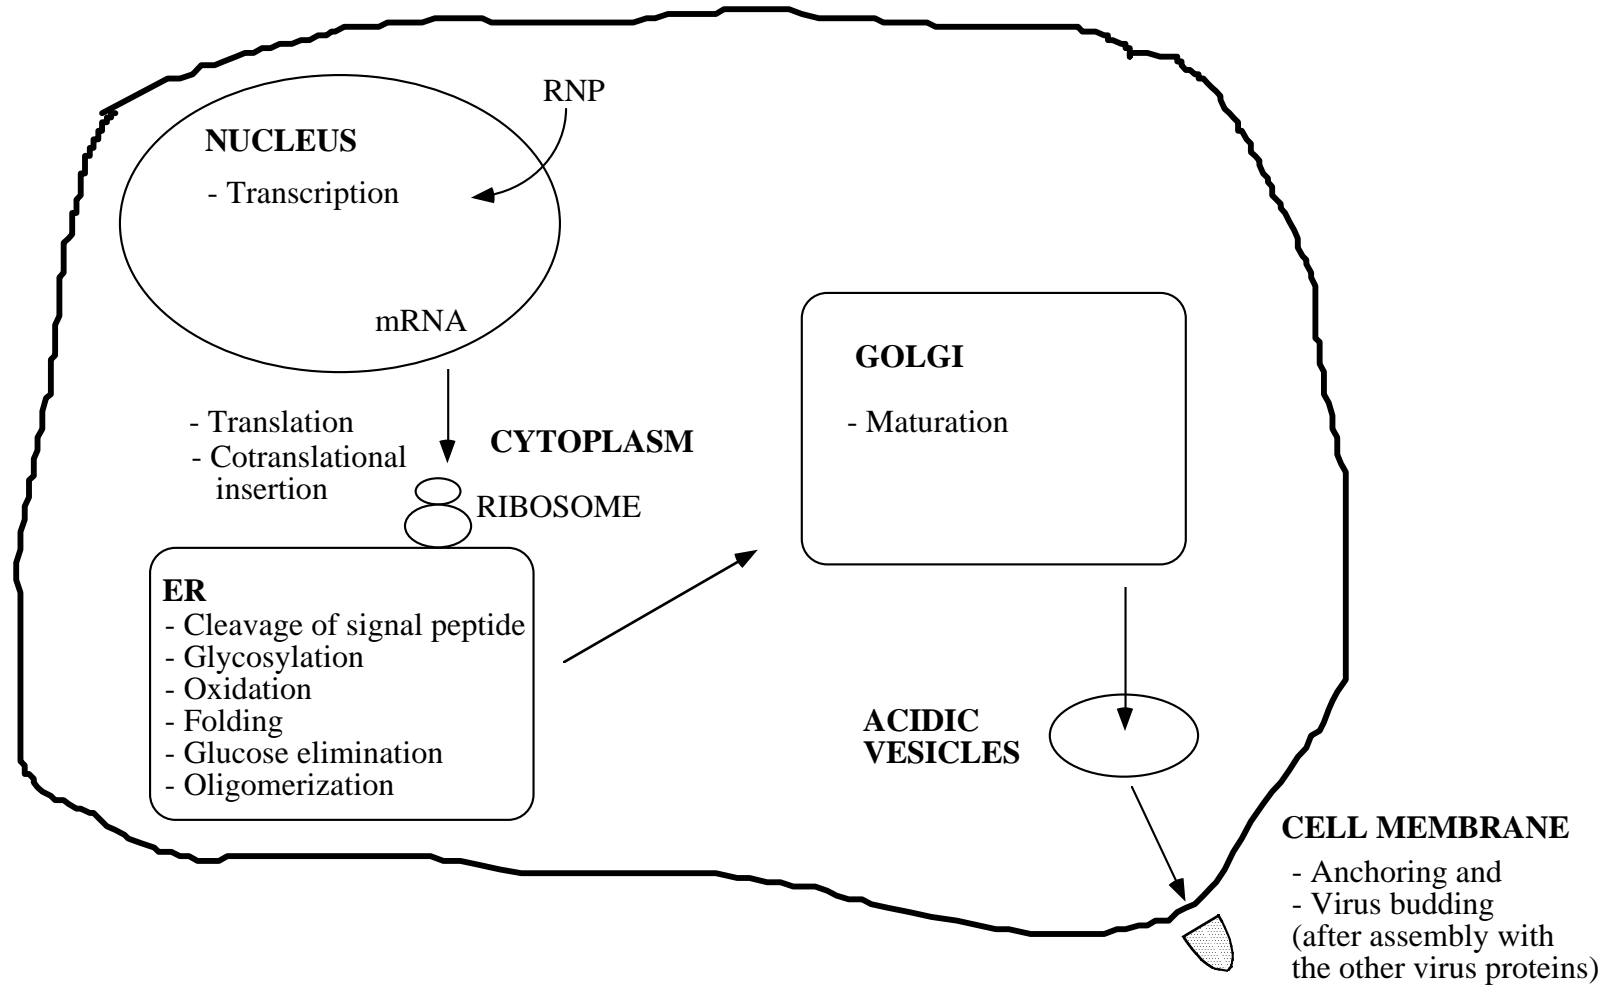 RNP
NUCLEUS
- Transcription
mRNA
- Translation
- Cotranslational
insertion
CYTOPLASM
RIBOSOME
ER
- Cleavage of signal peptide
- Glycosylation
- Oxidation
- Folding
- Glucose elimination
- Oligomerization
GOLGI
- Maturation
ACIDIC
VESICLES
CELL MEMBRANE
- Anchoring and
- Virus budding
(after assembly with
the other virus proteins)